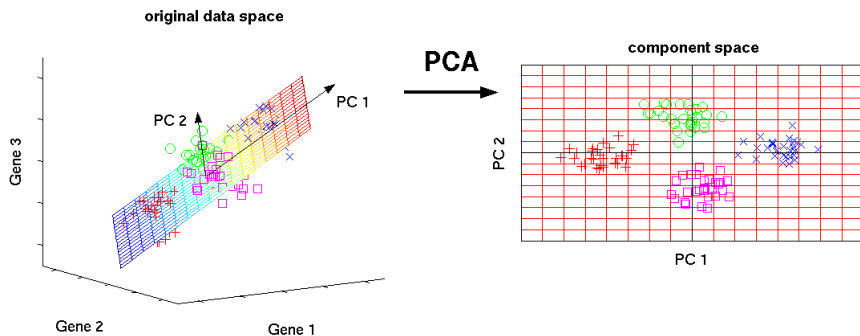 original data space
PCA
component space
PC 1
PC 2
Gene 3
PC 2
Gene 2
Gene 1
PC 1